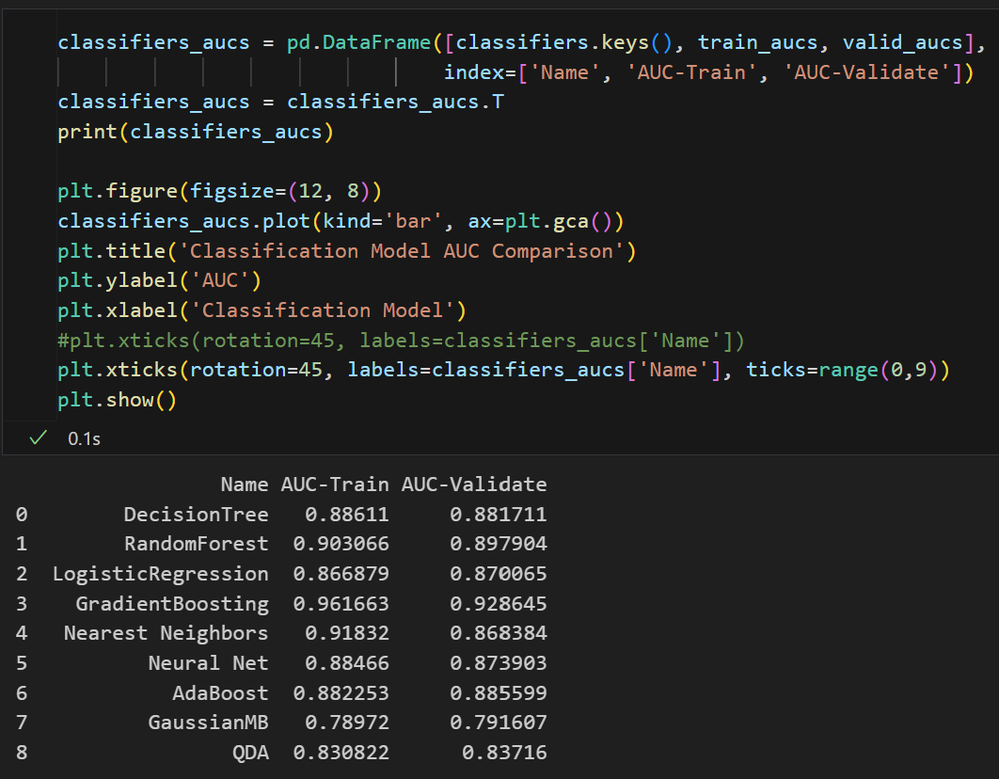 classifiers_aucs = pd.DataFrame([classifiers.keys(), train_aucs, valid_aucs],
index=['Name', 'AUC-Train', 'AUC-Validate'])
classifiers_aucs = classifiers_aucs.T
print(classifiers_aucs)
plt.figure(figsize=(12, 8))
classifiers_aucs.plot(kind='bar', ax=plt.gca())
plt.title('Classification Model AUC Comparison')
plt.ylabel('AUC')
plt.xlabel('Classification Model')
#plt.xticks(rotation=45, labels=classifiers_aucs['Name'])
plt.xticks(rotation=45, labels=classifiers_aucs['Name'], ticks=range(0,9))
plt.show()
0.1s
Name AUC-Train AUC-Validate
0 DecisionTree 0.88611 0.881711
1 RandomForest 0.903066 0.897904
2 LogisticRegression 0.866879 0.870065
3 GradientBoosting 0.961663 0.928645
4 Nearest Neighbors 0.91832 0.868384
5 Neural Net 0.88466 0.873903
6 AdaBoost 0.882253 0.885599
7 GaussianMB 0.78972 0.791607
8 QDA 0.830822 0.83716